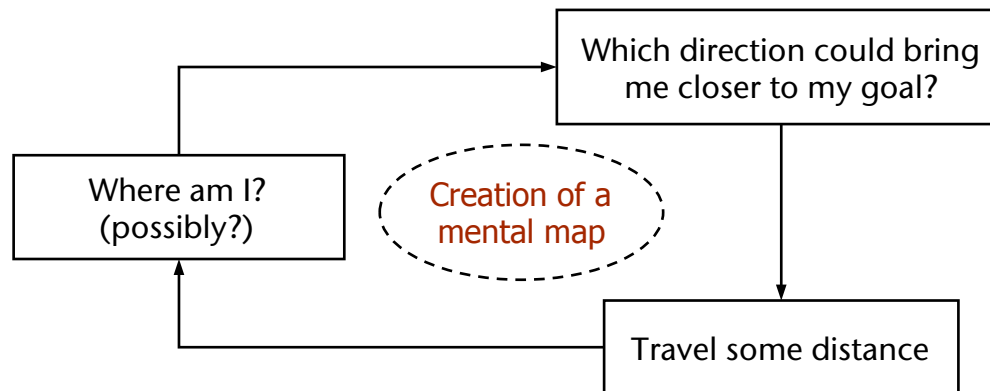 Which direction could bring
me closer to my goal?
Where am I?
(possibly?)
Creation of a
mental map
Travel some distance